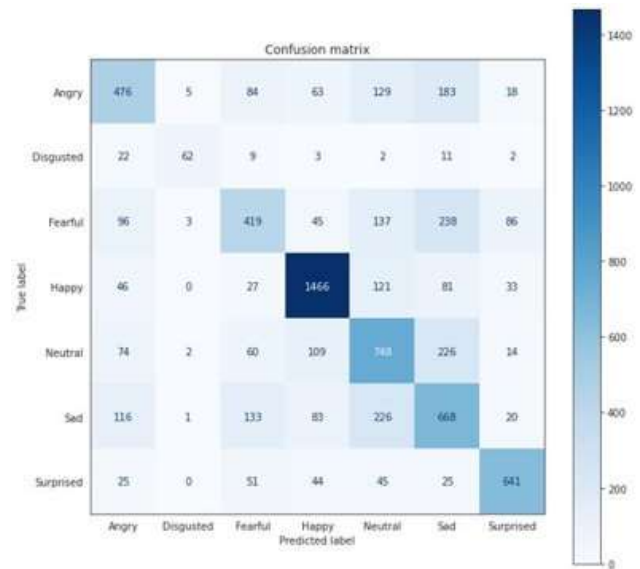 Confusion matrix
1400
Angry 476 5 84 63 129 183 18
1200
Disgusted 22 62 9 3 2 11 2
1000
Fearful 96 3 419 45 137 238 86
800
True label
Happy 46 0 27 1466 121 81 33
600
Neutral 74 2 60 109 748 226 14
400
Sad 116 1 133 83 226 668 20
200
Surprised 25 0 51 44 45 25 641
0
Angry Disgusted Fearful Happy Neutral Sad Surprised
Predicted label